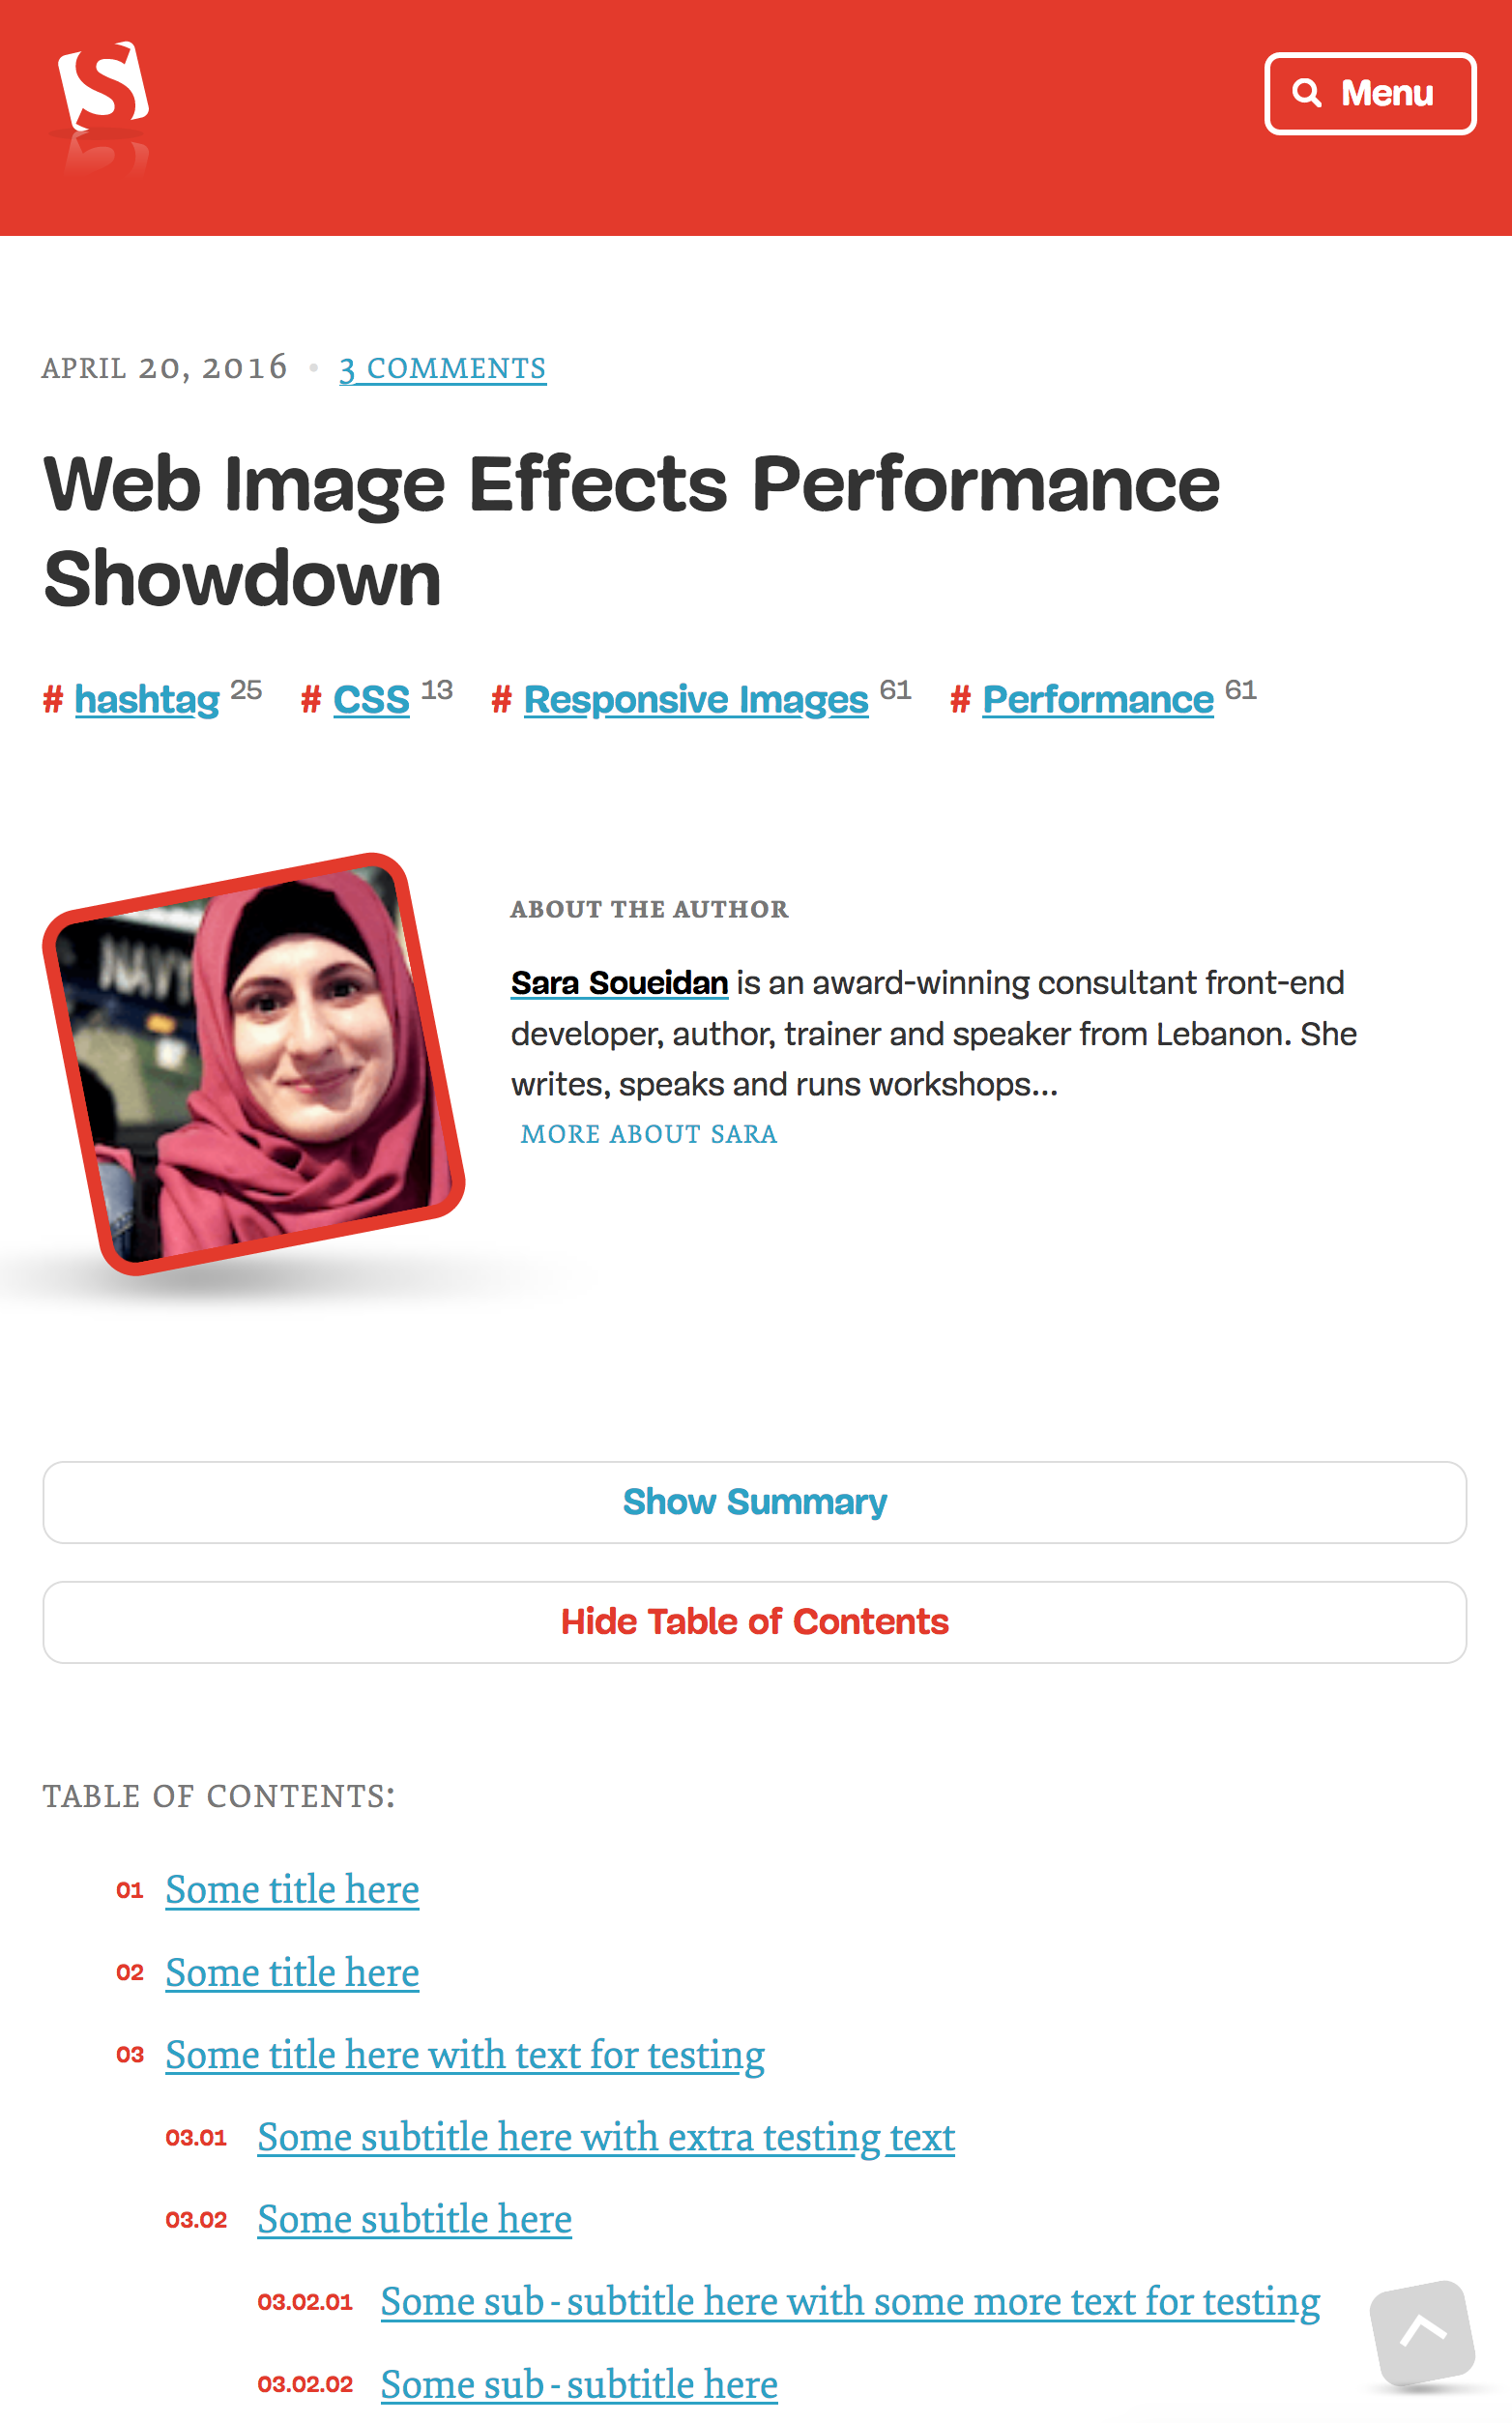 S
Menu
APRIL 20, 2016 • 3 COMMENTS
Web Image Effects Performance
Showdown
# hashtag 25 # CSS 13 # Responsive Images 61 # Performance 61
NAVY
ABOUT THE AUTHOR
Sara Soueidan is an award-winning consultant front-end
developer, author, trainer and speaker from Lebanon. She
writes, speaks and runs workshops...
MORE ABOUT SARA
Show Summary
Hide Table of Contents
TABLE OF CONTENTS:
01 Some title here
02 Some title here
03 Some title here with text for testing
03.01 Some subtitle here with extra testing text
03.02 Some subtitle here
03.02.01 Some sub-subtitle here with some more text for testing
03.02.02 Some sub-subtitle here